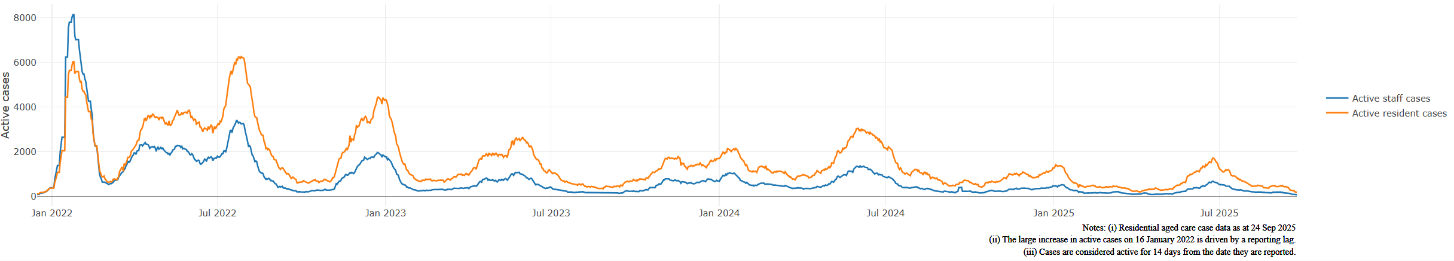 8000
6000
4000
2000
0
Active cases
Jan 2022
Jul 2022
Jan 2023
Jul 2023
Jan 2024
Jul 2024
Jan 2025
Jul 2025
Active staff cases
Active resident cases
Notes: (i) Residential aged care case data as at 24 Sep 2025
(ii) The large increase in active cases on 16 January 2022 is driven by a reporting lag.
(iii) Cases are considered active for 14 days from the date they are reported.